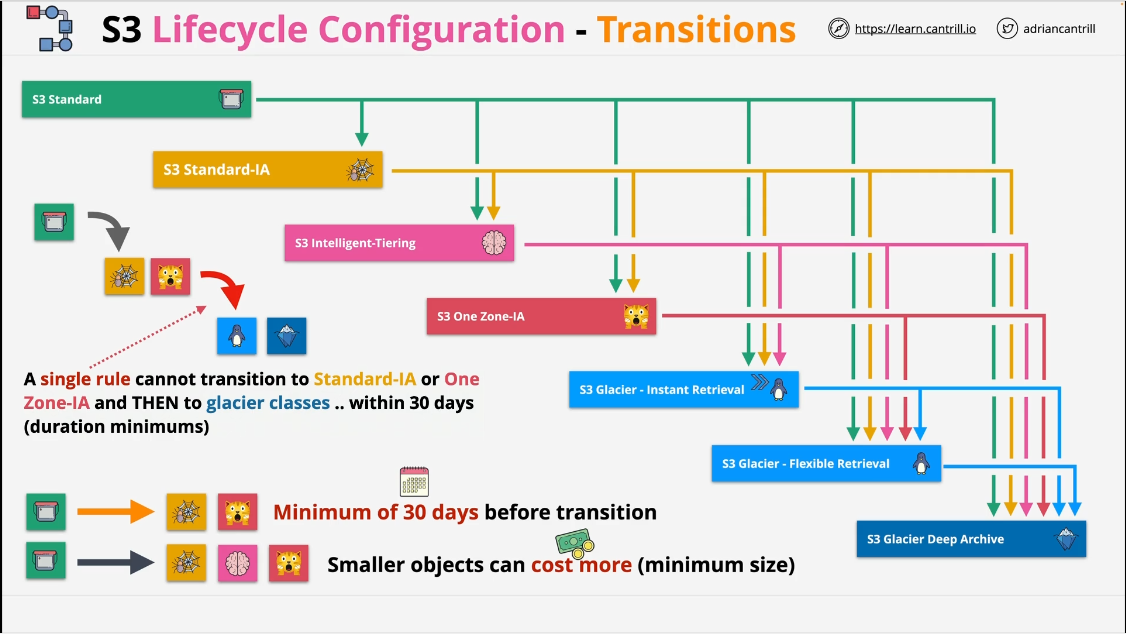 S3 Lifecycle Configuration - Transitions
https://learn.cantrill.io
adriancantrill
S3 Standard
S3 Standard-IA
S3 Intelligent-Tiering
S3 One Zone-IA
S3 Glacier - Instant Retrieval
S3 Glacier - Flexible Retrieval
S3 Glacier Deep Archive
A single rule cannot transition to Standard-IA or One
Zone-IA and THEN to glacier classes .. within 30 days
(duration minimums)
Minimum of 30 days before transition
Smaller objects can cost more (minimum size)